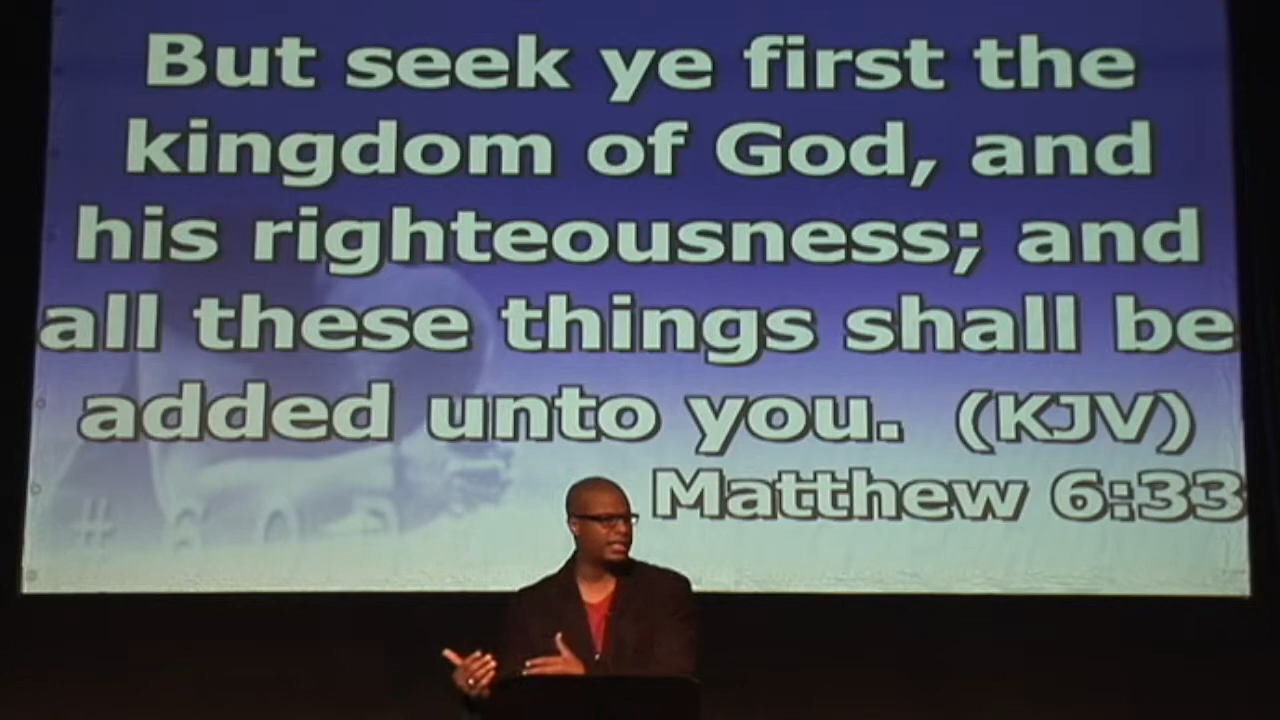 But seek ye first the
kingdom of God, and
his righteousness; and
all these things shall be
added unto you. (KJV)
Matthew 6:33